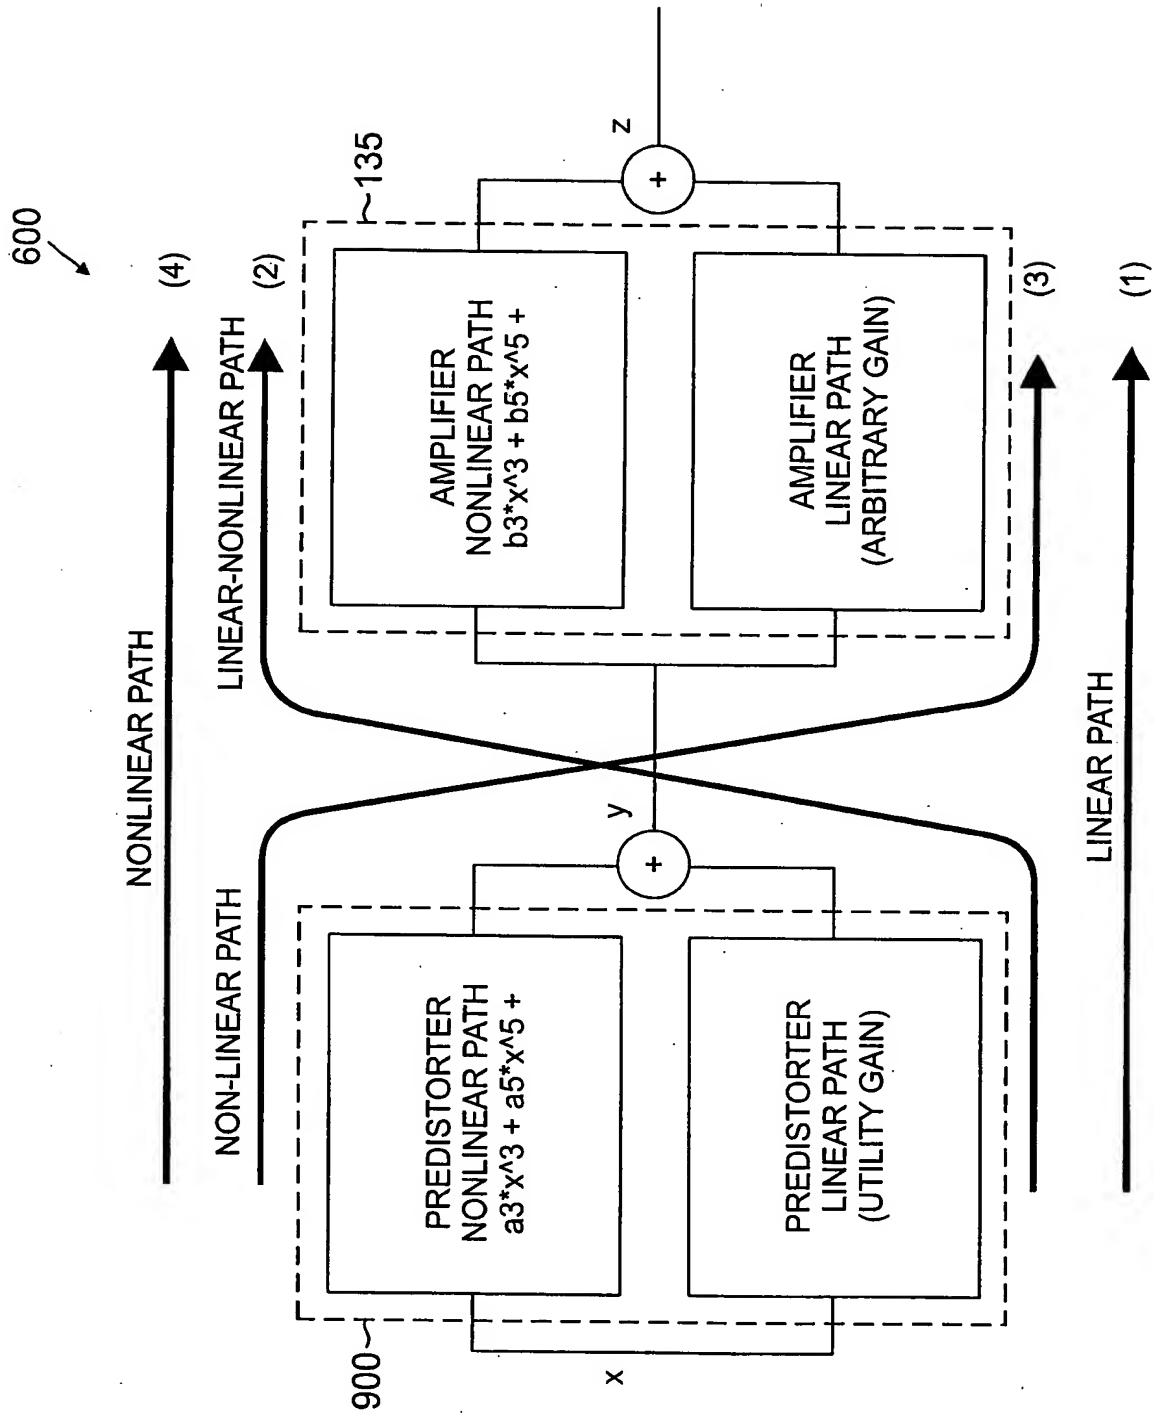 600
NONLINEAR PATH
(4)
NON-LINEAR PATH
LINEAR-NONLINEAR PATH
(2)
900
135
PREDISTORTER
NONLINEAR PATH
a3*x^3 + a5*x^5 +
AMPLIFIER
NONLINEAR PATH
b3*x^3 + b5*x^5 +
x
+
y
+
z
PREDISTORTER
LINEAR PATH
(UTILITY GAIN)
AMPLIFIER
LINEAR PATH
(ARBITRARY GAIN)
(3)
LINEAR PATH
(1)